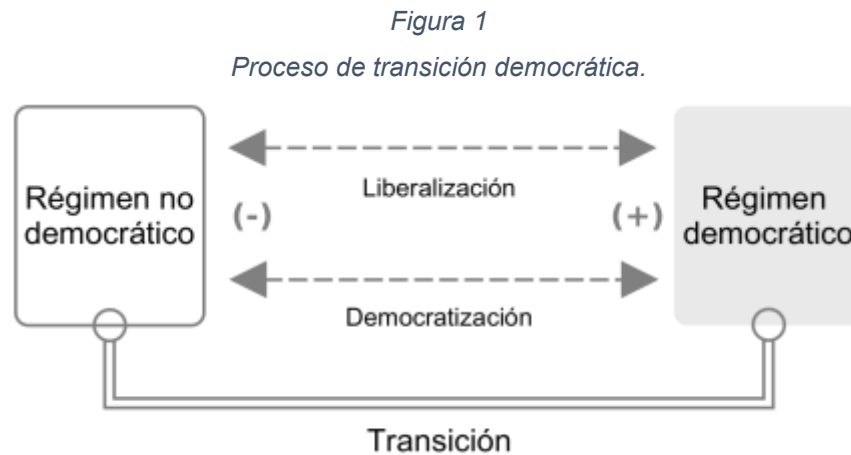 Figura 1
Proceso de transición democrática.
Régimen no
democrático
Liberalización
(-)
(+)
Régimen
democrático
Democratización
Transición